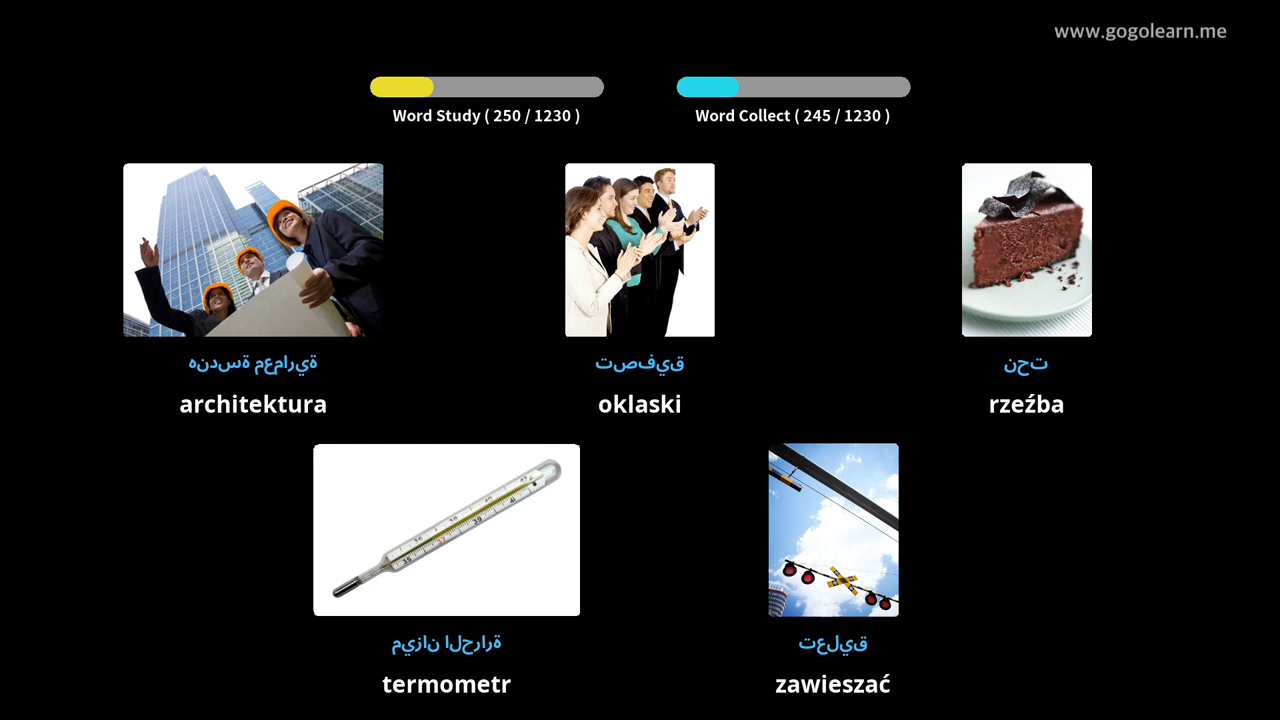 www.gogolearn.me
Word Study ( 250 / 1230 )
Word Collect ( 245 / 1230 )
هندسة معمارية
architektura
تصفيق
oklaski
نحت
rzeźba
ميزان الحرارة
termometr
تعليق
zawieszać